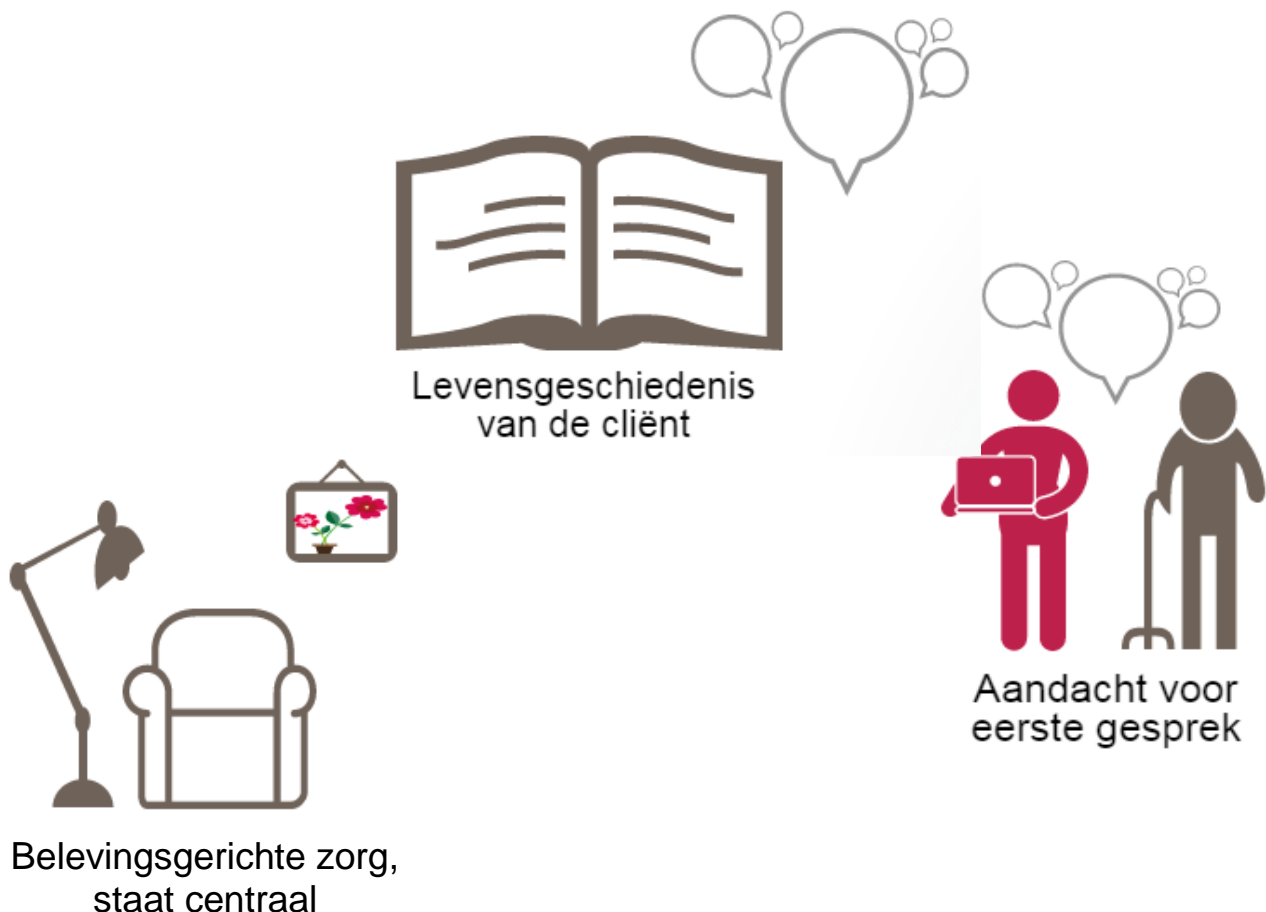 Levensgeschiedenis
van de cliënt
Aandacht voor
eerste gesprek
Belevingsgerichte zorg,
staat centraal